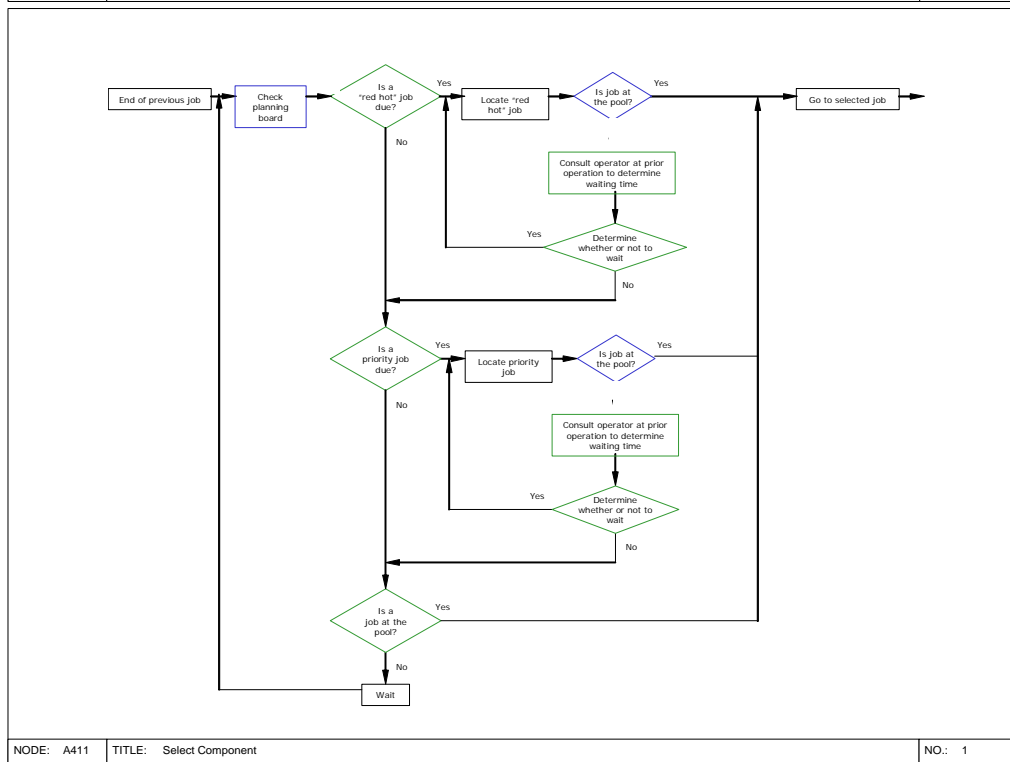 End of previous job
Check
planning
board
Is a
"red hot" job
due?
Yes
Locate "red
hot" job
Is job at
the pool?
Yes
Go to selected job
No
Consult operator at prior
operation to determine
waiting time
Yes
Determine
whether or not to
wait
No
Is a
priority job
due?
Yes
Locate priority
job
Is job at
the pool?
Yes
No
Consult operator at prior
operation to determine
waiting time
Yes
Determine
whether or not to
wait
No
Is a
job at the
pool?
Yes
No
Wait
NODE: A411
TITLE: Select Component
NO.: 1